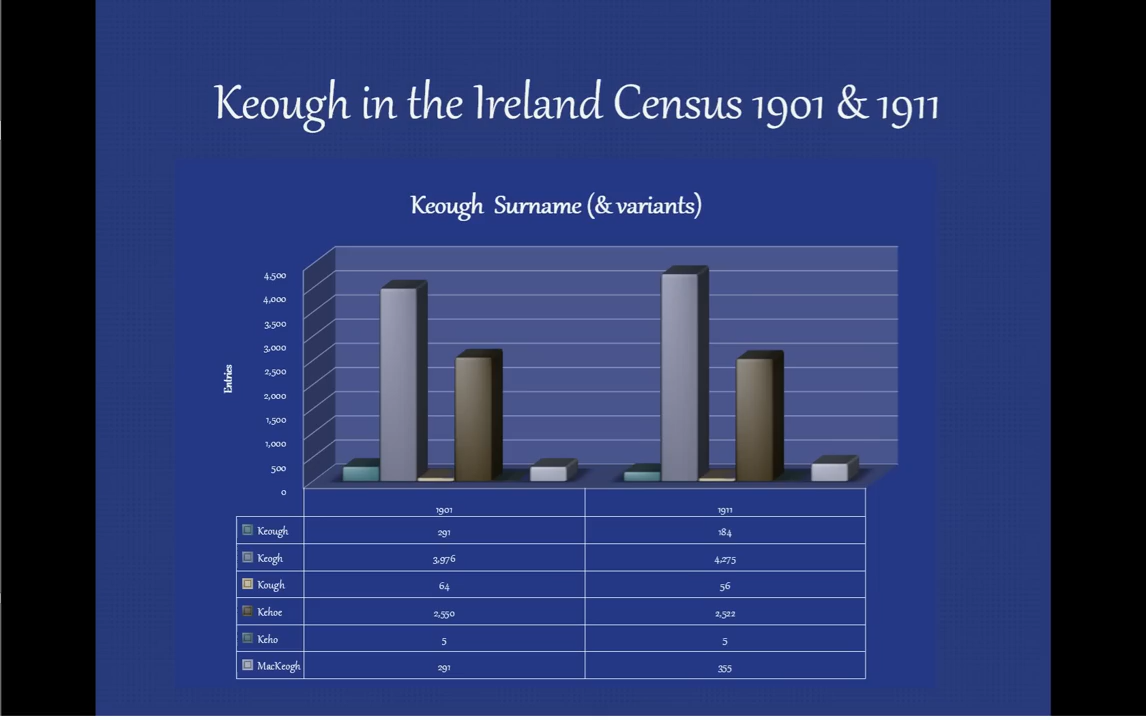 Keough in the Ireland Census 1901 & 1911
Keough Surname (& variants)
Entries
4,500
4,000
3,500
3,000
2,500
2,000
1,500
1,000
500
0
1901 1911
Keough 291 184
Keogh 3,976 4,275
Kough 64 56
Kehoe 2,550 2,522
Keho 5 5
MacKeogh 291 355